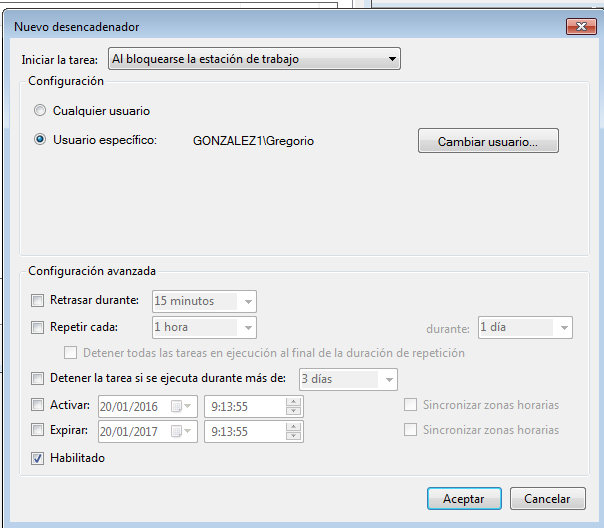 Nuevo desencadenador
Iniciar la tarea: Al bloquearse la estación de trabajo
Configuración
Cualquier usuario
Usuario específico: GONZALEZ1\Gregorio Cambiar usuario...
Configuración avanzada
Retrasar durante: 15 minutos
Repetir cada: 1 hora durante: 1 día
Detener todas las tareas en ejecución al final de la duración de repetición
Detener la tarea si se ejecuta durante más de: 3 días
Activar: 20/01/2016 9:13:55 Sincronizar zonas horarias
Expirar: 20/01/2017 9:13:55 Sincronizar zonas horarias
Habilitado
Aceptar Cancelar